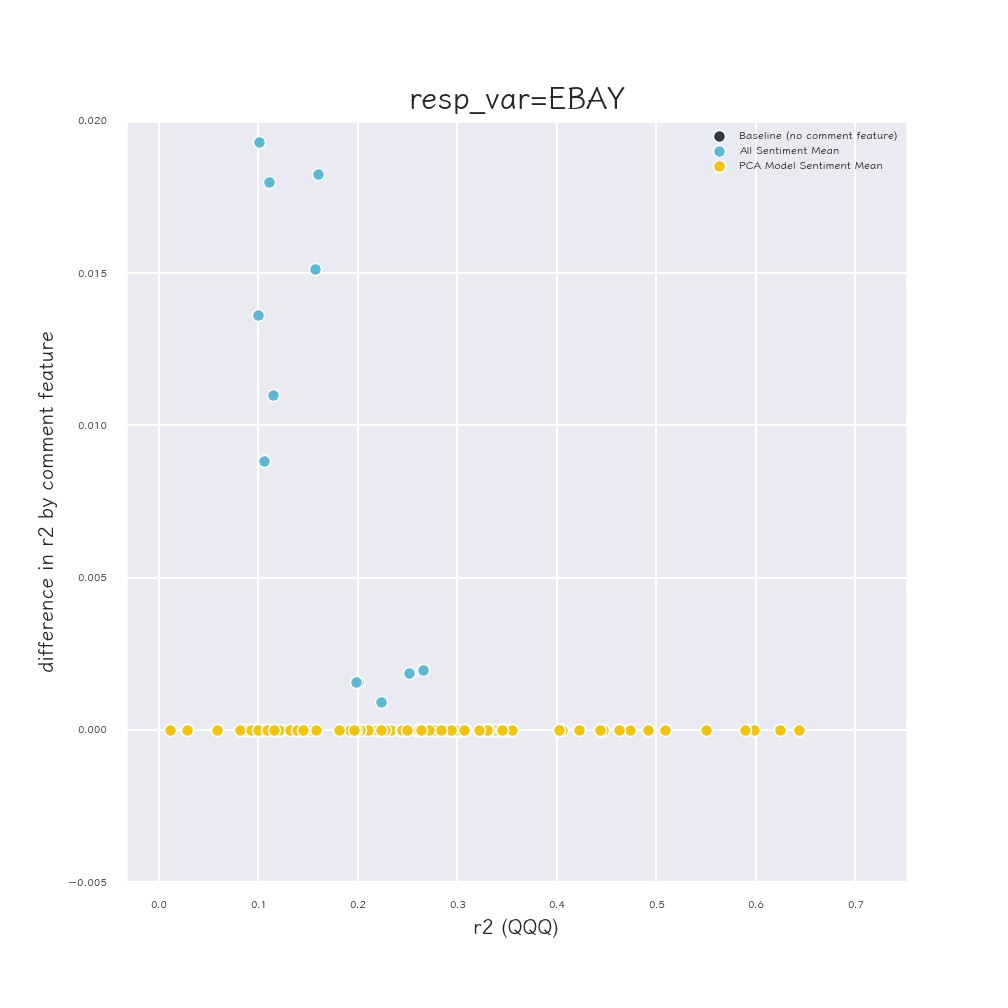 resp_var=EBAY
Baseline (no comment feature)
All Sentiment Mean
PCA Model Sentiment Mean
difference in r2 by comment feature
0.020
0.015
0.010
0.005
0.000
−0.005
0.0 0.1 0.2 0.3 0.4 0.5 0.6 0.7
r2 (QQQ)